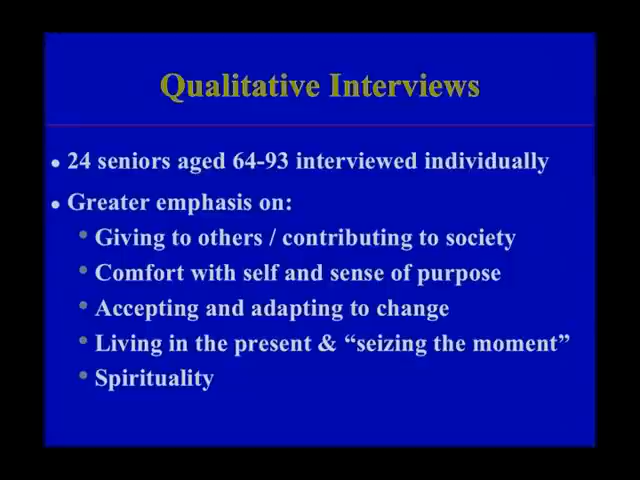 Qualitative Interviews
• 24 seniors aged 64-93 interviewed individually
• Greater emphasis on:
• Giving to others / contributing to society
• Comfort with self and sense of purpose
• Accepting and adapting to change
• Living in the present & “seizing the moment”
• Spirituality